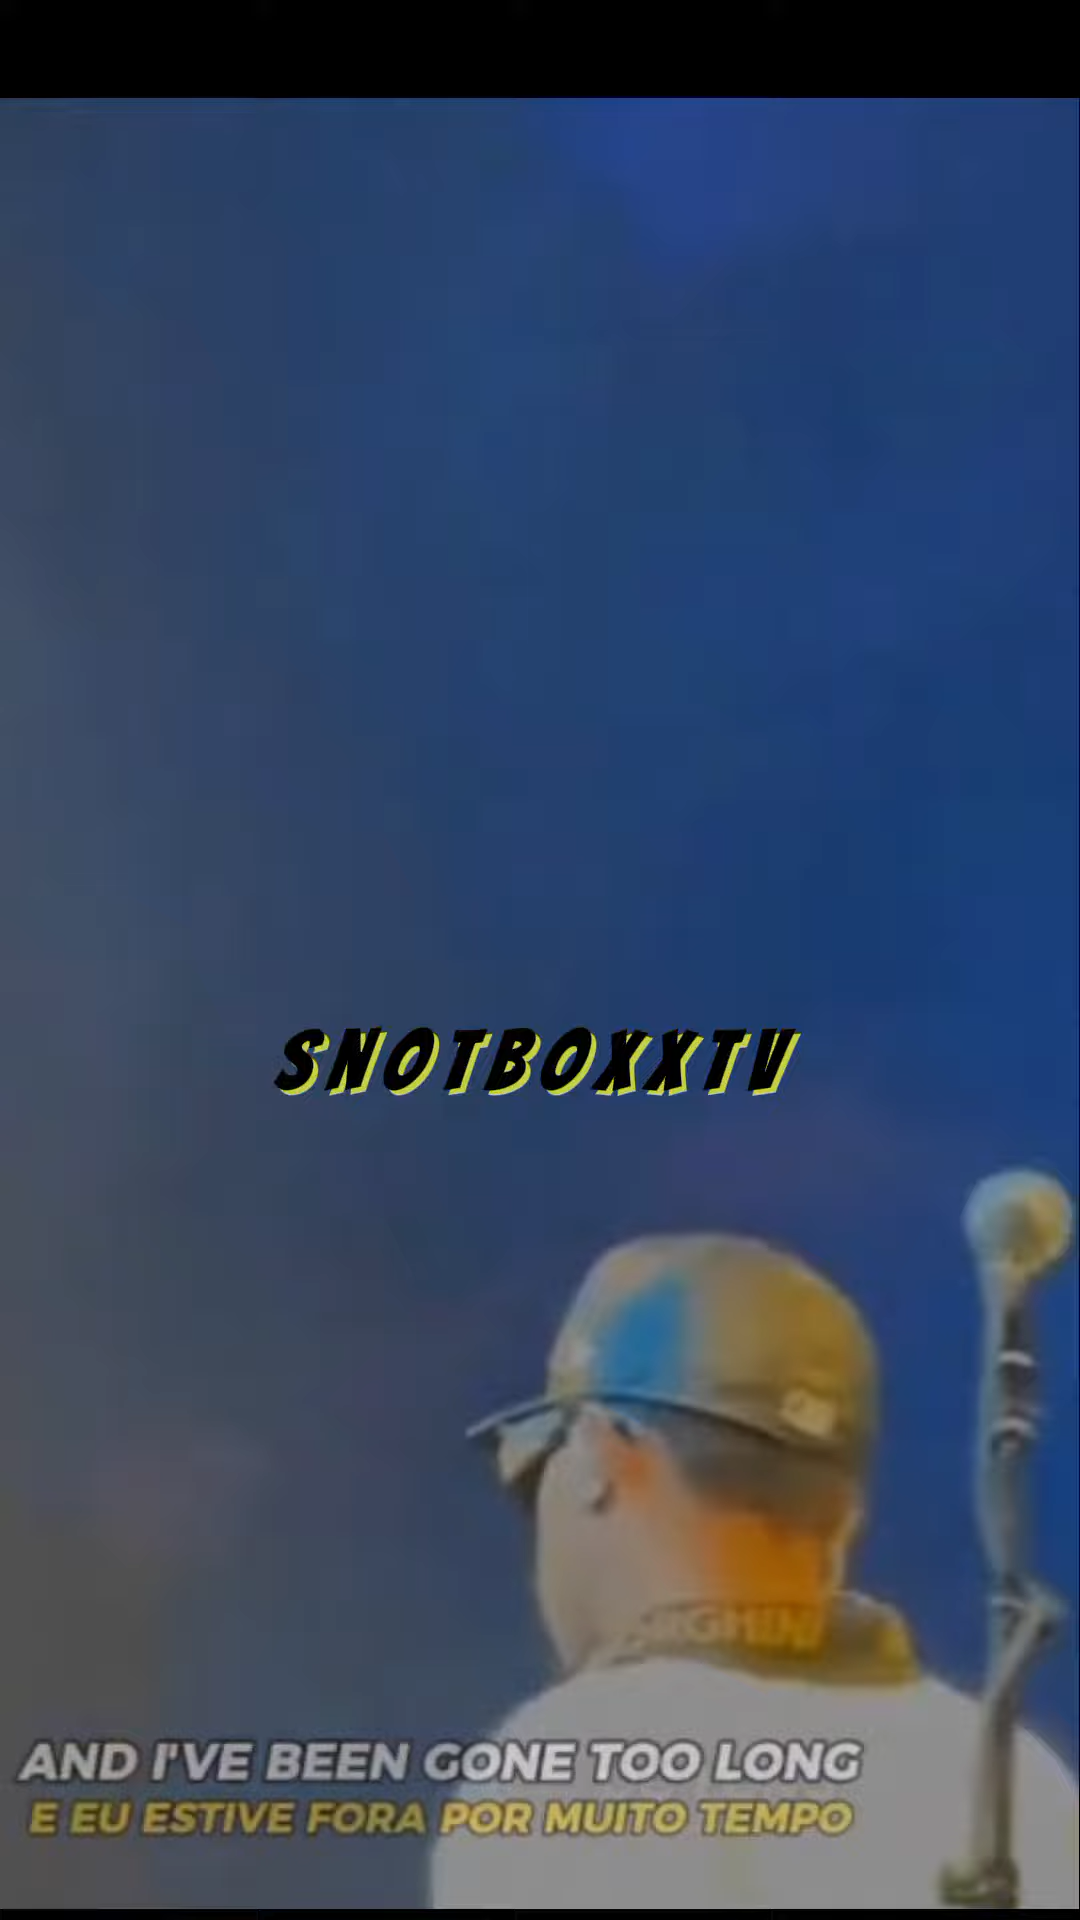 SNOTBOXXTV
AND I'VE BEEN GONE TOO LONG
E EU ESTIVE FORA POR MUITO TEMPO